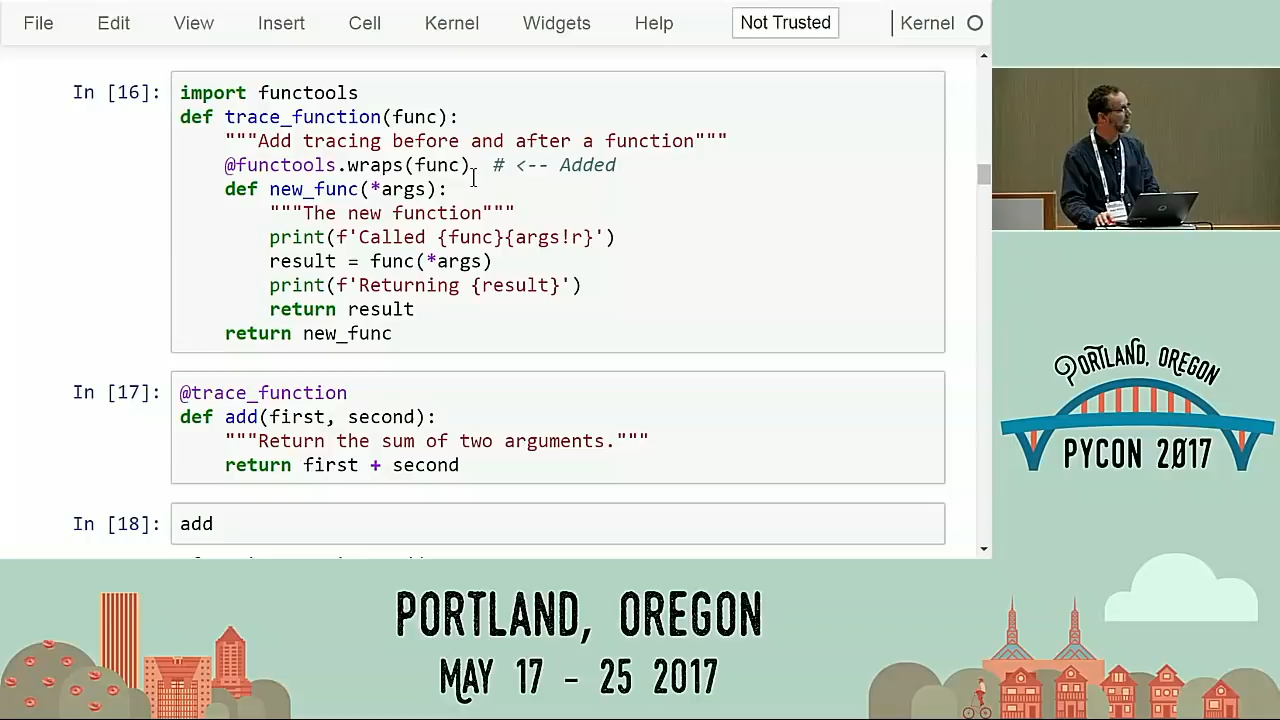 File Edit View Insert Cell Kernel Widgets Help Not Trusted Kernel
In [16]:
import functools
def trace_function(func):
    """Add tracing before and after a function"""
    @functools.wraps(func)  # <-- Added
    def new_func(*args):
        """The new function"""
        print(f'Called {func}{args!r}')
        result = func(*args)
        print(f'Returning {result}')
        return result
    return new_func
In [17]:
@trace_function
def add(first, second):
    """Return the sum of two arguments."""
    return first + second
In [18]:
add
PORTLAND, OREGON
PYCON 2017
PORTLAND, OREGON
MAY 17 - 25 2017